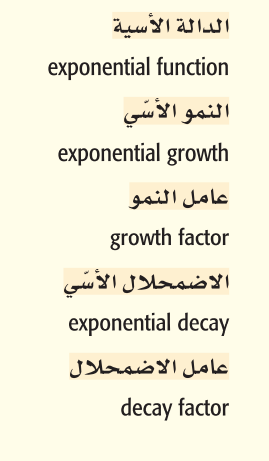 الدالة الأسية
exponential function
النمو الأسّي
exponential growth
عامل النمو
growth factor
الاضمحلال الأسّي
exponential decay
عامل الاضمحلال
decay factor